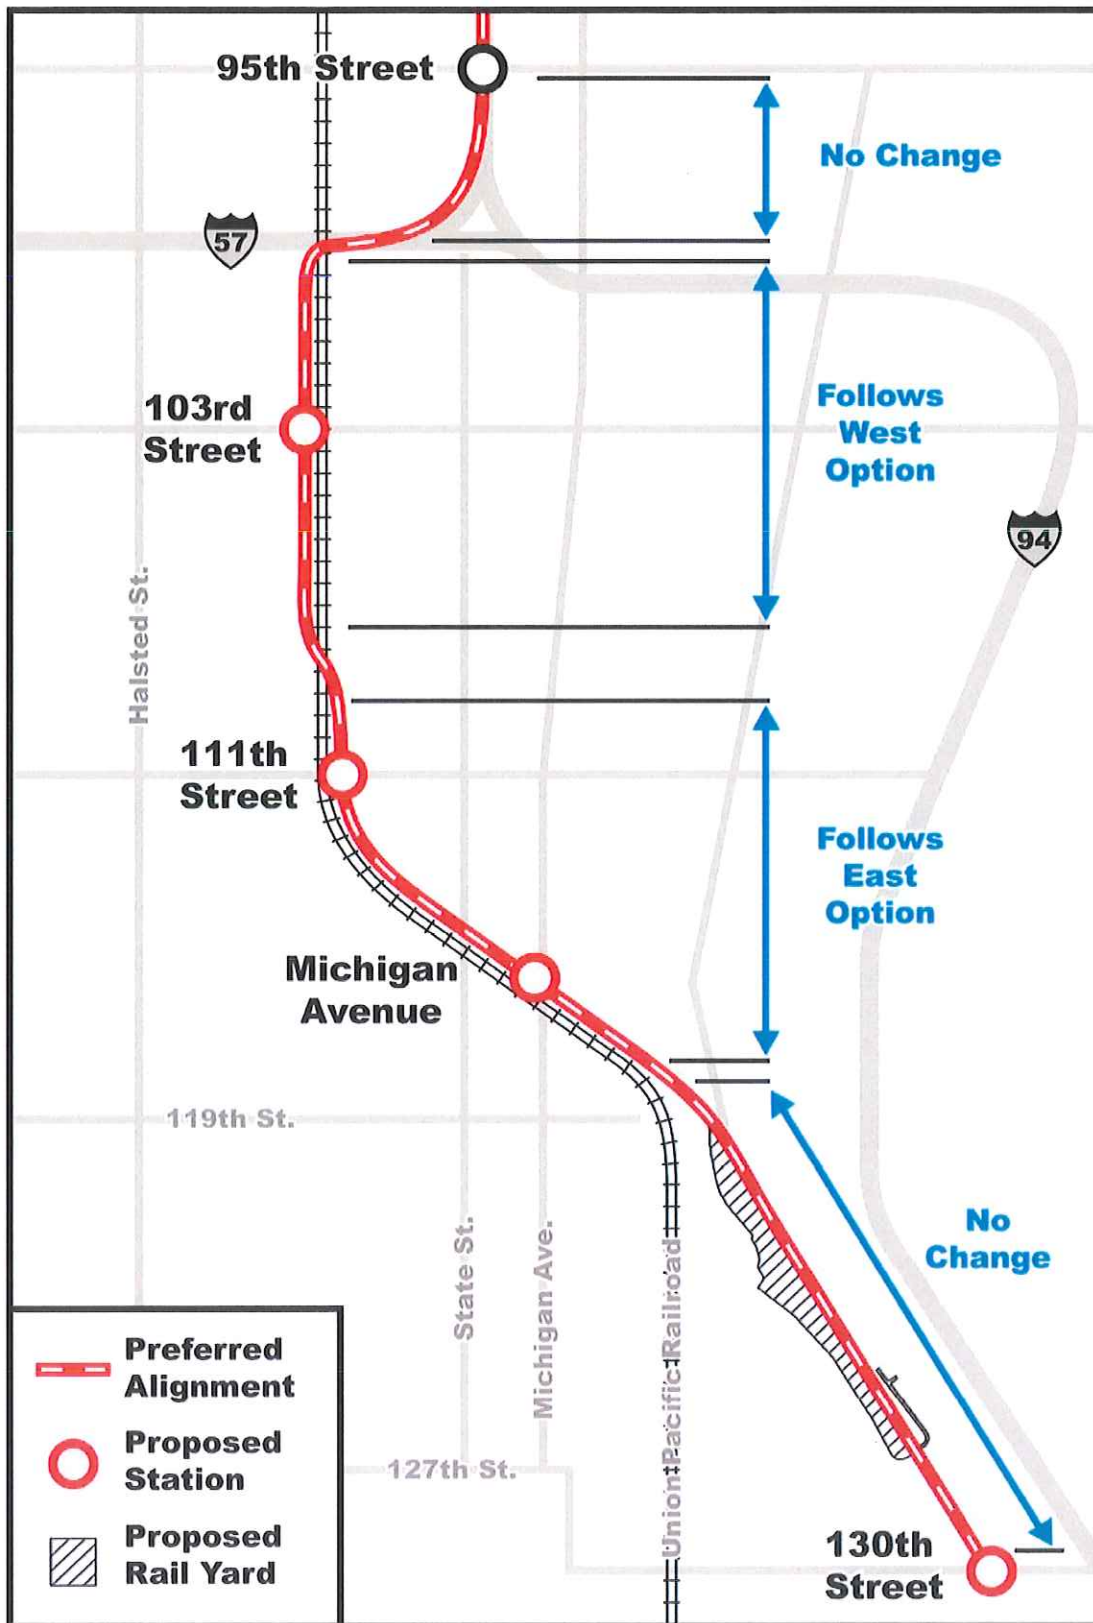 95th Street
No Change
57
103rd
Street
Follows
West
Option
94
Halsted St.
111th
Street
Follows
East
Option
Michigan
Avenue
119th St.
State St.
Michigan Ave.
Union Pacific Railroad
No
Change
127th St.
130th
Street
Preferred
Alignment
Proposed
Station
Proposed
Rail Yard